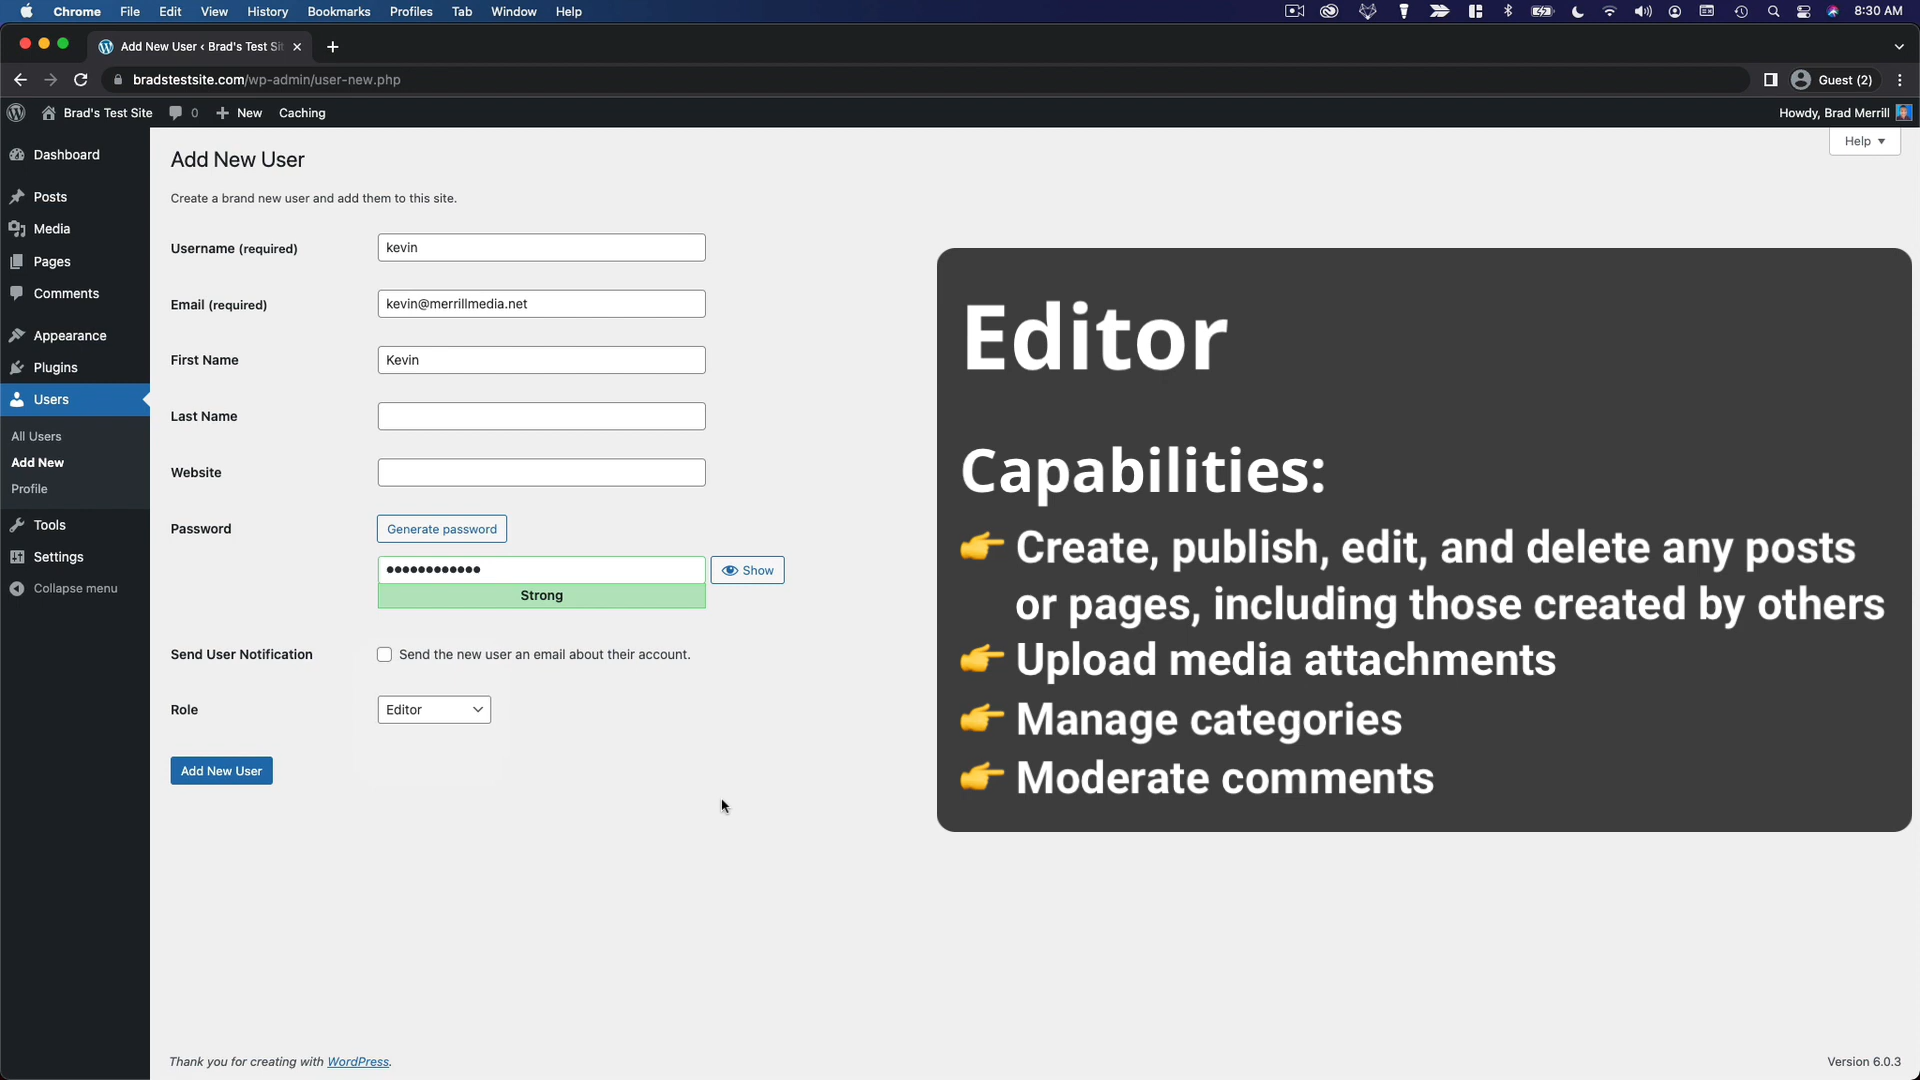 Chrome File Edit View History Bookmarks Profiles Tab Window Help 8:30 AM
Add New User ‹ Brad's Test Sit
bradstestsite.com/wp-admin/user-new.php Guest (2)
Brad's Test Site 0 New Caching Howdy, Brad Merrill
Help
Dashboard
Posts
Media
Pages
Comments
Appearance
Plugins
Users
All Users
Add New
Profile
Tools
Settings
Collapse menu
Add New User
Create a brand new user and add them to this site.
Username (required) kevin
Email (required) kevin@merrillmedia.net
First Name Kevin
Last Name
Website
Password Generate password
•••••••••••• Show
Strong
Send User Notification Send the new user an email about their account.
Role Editor
Add New User
Editor
Capabilities:
👉 Create, publish, edit, and delete any posts
or pages, including those created by others
👉 Upload media attachments
👉 Manage categories
👉 Moderate comments
Thank you for creating with WordPress. Version 6.0.3